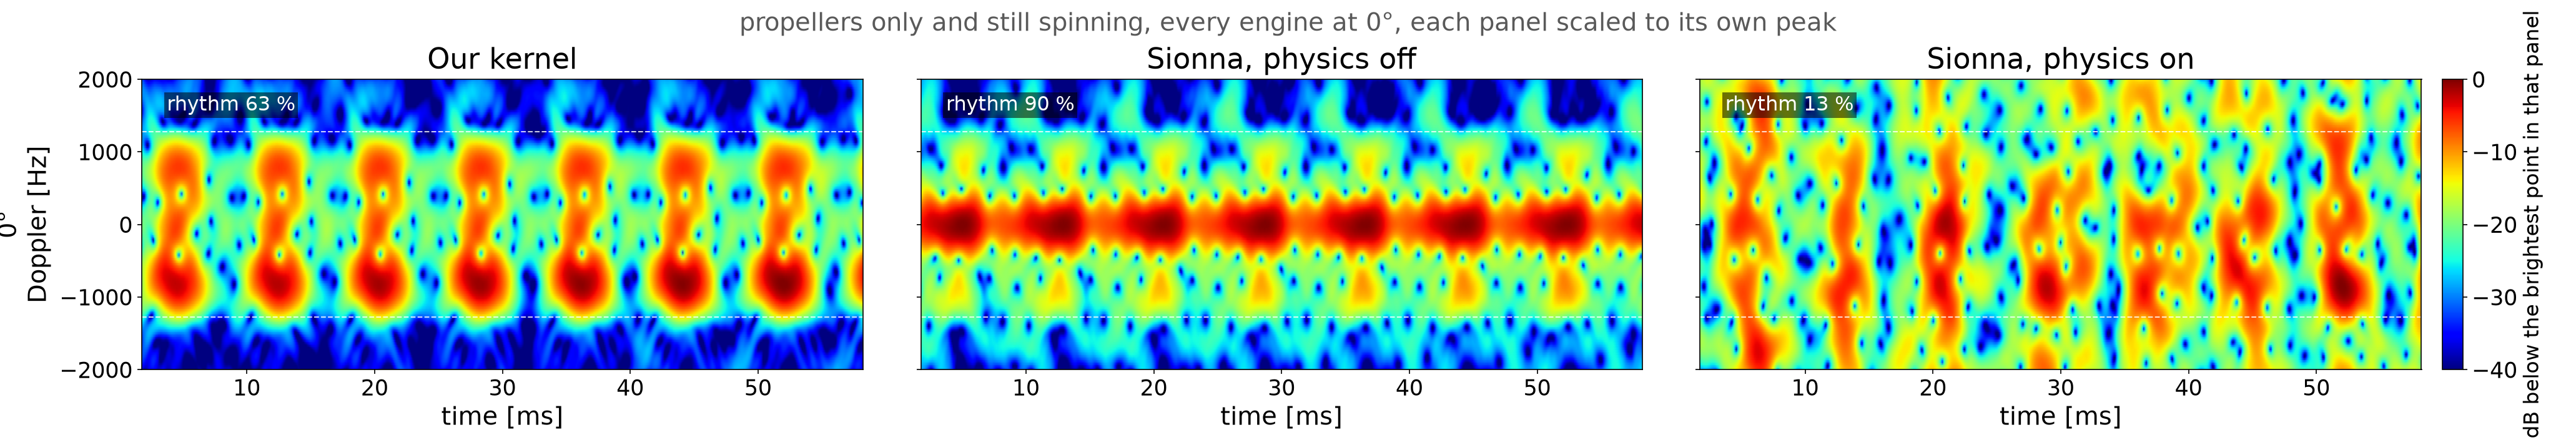 propellers only and still spinning, every engine at 0°, each panel scaled to its own peak
Our kernel
Sionna, physics off
Sionna, physics on
0°
Doppler [Hz]
2000
1000
0
−1000
−2000
rhythm 63 %
rhythm 90 %
rhythm 13 %
10 20 30 40 50
10 20 30 40 50
10 20 30 40 50
time [ms]
time [ms]
time [ms]
0
−10
−20
−30
−40
dB below the brightest point in that panel